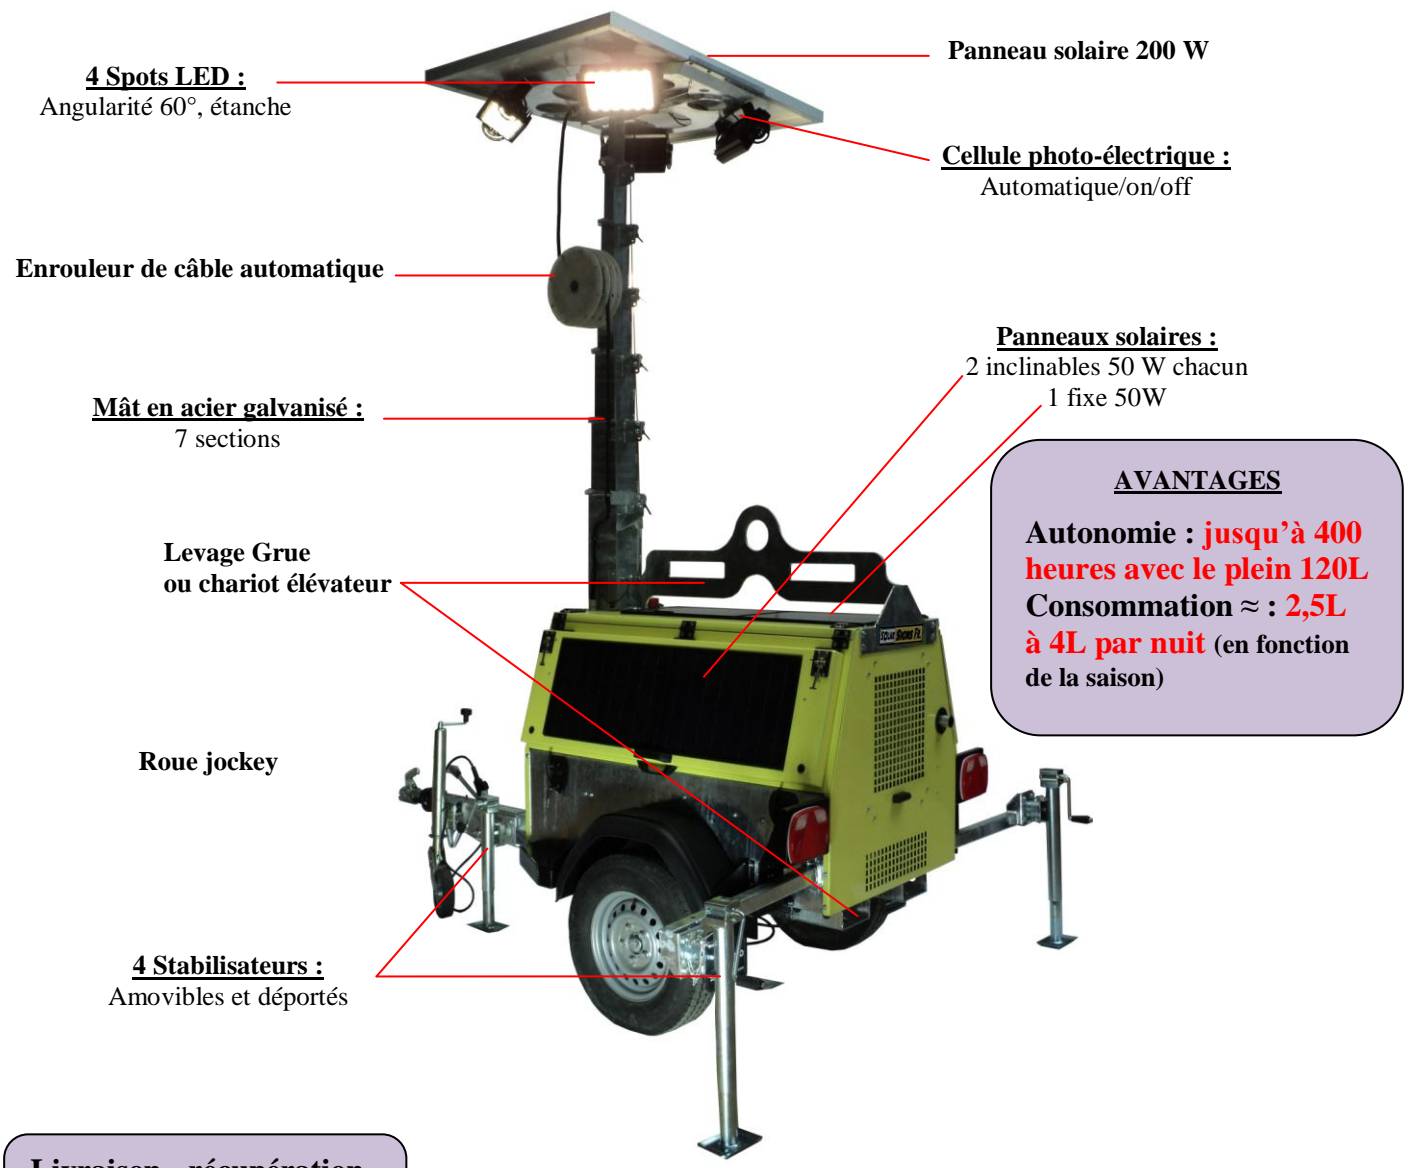 Panneau solaire 200 W
4 Spots LED :
Angularité 60°, étanche
Cellule photo-électrique :
Automatique/on/off
Enrouleur de câble automatique
Panneaux solaires :
2 inclinables 50 W chacun
1 fixe 50W
Mât en acier galvanisé :
7 sections
AVANTAGES
Autonomie : jusqu’à 400
heures avec le plein 120L
Consommation ≈ : 2,5L
à 4L par nuit (en fonction
de la saison)
Levage Grue
ou chariot élévateur
SOLAR
Roue jockey
4 Stabilisateurs :
Amovibles et déportés
Livraison - récupération